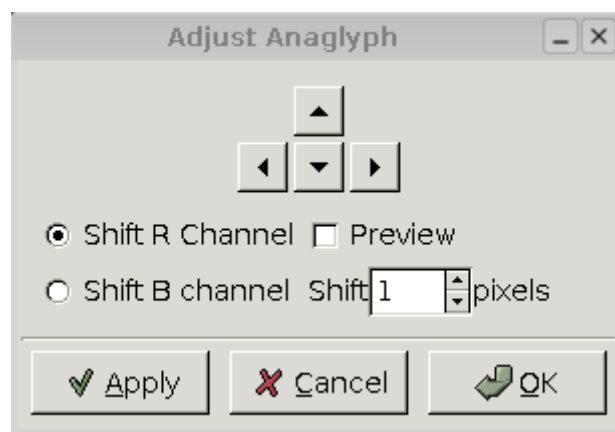 Adjust Anaglyph
Shift R Channel Preview
Shift B channel Shift 1 pixels
Apply Cancel OK